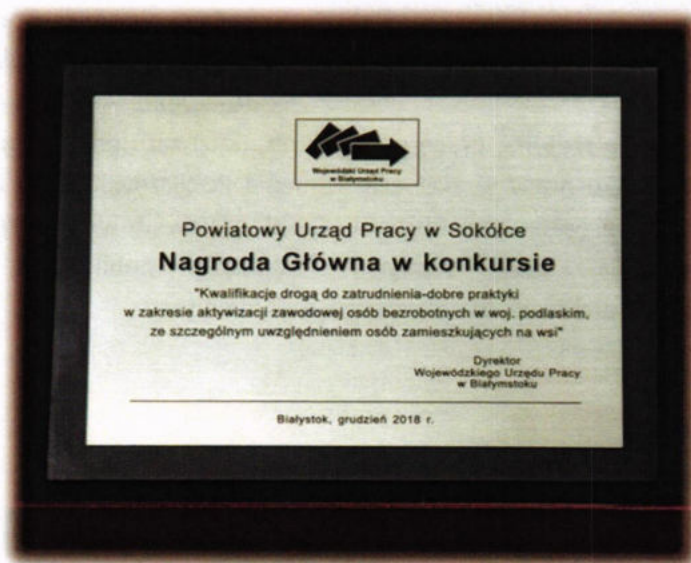 Wojewódzki Urząd Pracy
w Białymstoku
Powiatowy Urząd Pracy w Sokółce
Nagroda Główna w konkursie
"Kwalifikacje drogą do zatrudnienia-dobre praktyki
w zakresie aktywizacji zawodowej osób bezrobotnych w woj. podlaskim,
ze szczególnym uwzględnieniem osób zamieszkujących na wsi"
Dyrektor
Wojewódzkiego Urzędu Pracy
w Białymstoku
Białystok, grudzień 2018 r.